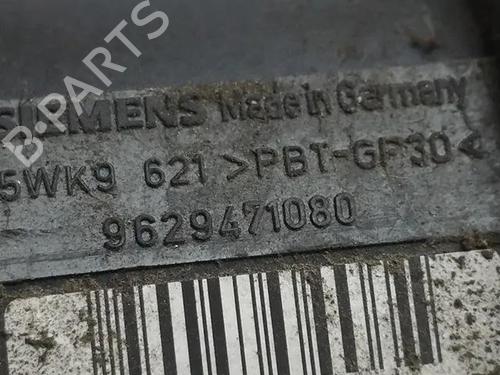 SIEMENS Made in Germany
5WK9 621 >PBT-GF30<
9629471080
B-PARTS